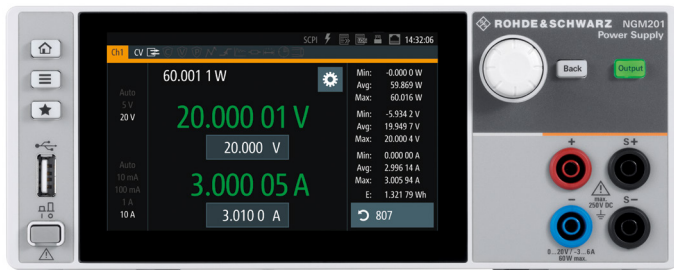 ROHDE&SCHWARZ NGM201
Power Supply
SCPI 14:32:06
Ch1 CV
60.001 1 W
Auto
5 V
20 V
20.000 01 V
20.000 V
Auto
10 mA
100 mA
1 A
10 A
3.000 05 A
3.010 0 A
Min: -0.000 0 W
Avg: 59.869 W
Max: 60.016 W
Min: -5.934 2 V
Avg: 19.949 7 V
Max: 20.000 4 V
Min: 0.000 00 A
Avg: 2.996 14 A
Max: 3.005 94 A
E: 1.321 79 Wh
807
Back
Output
+ S+
max.
250V DC
- S-
0...20V / -3...6A
60W max.